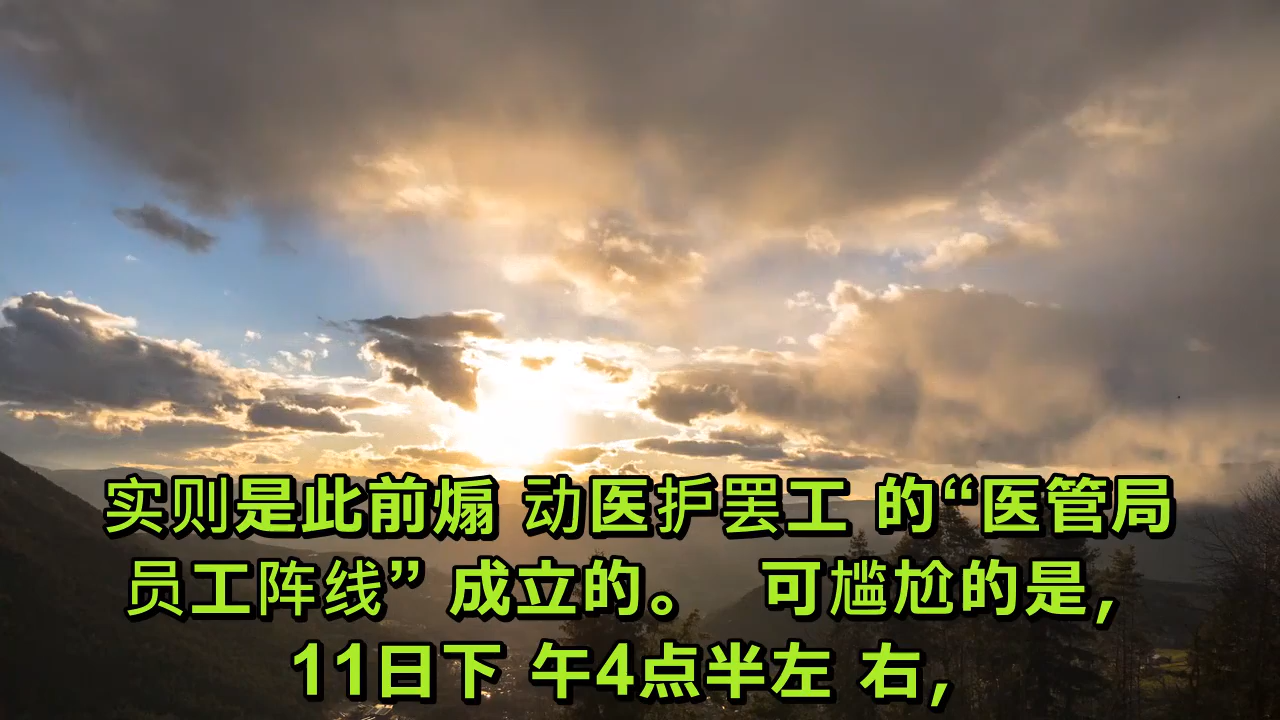 实则是此前煽 动医护罢工 的“医管局
员工阵线” 成立的。 可尴尬的是,
11日下 午4点半左 右,